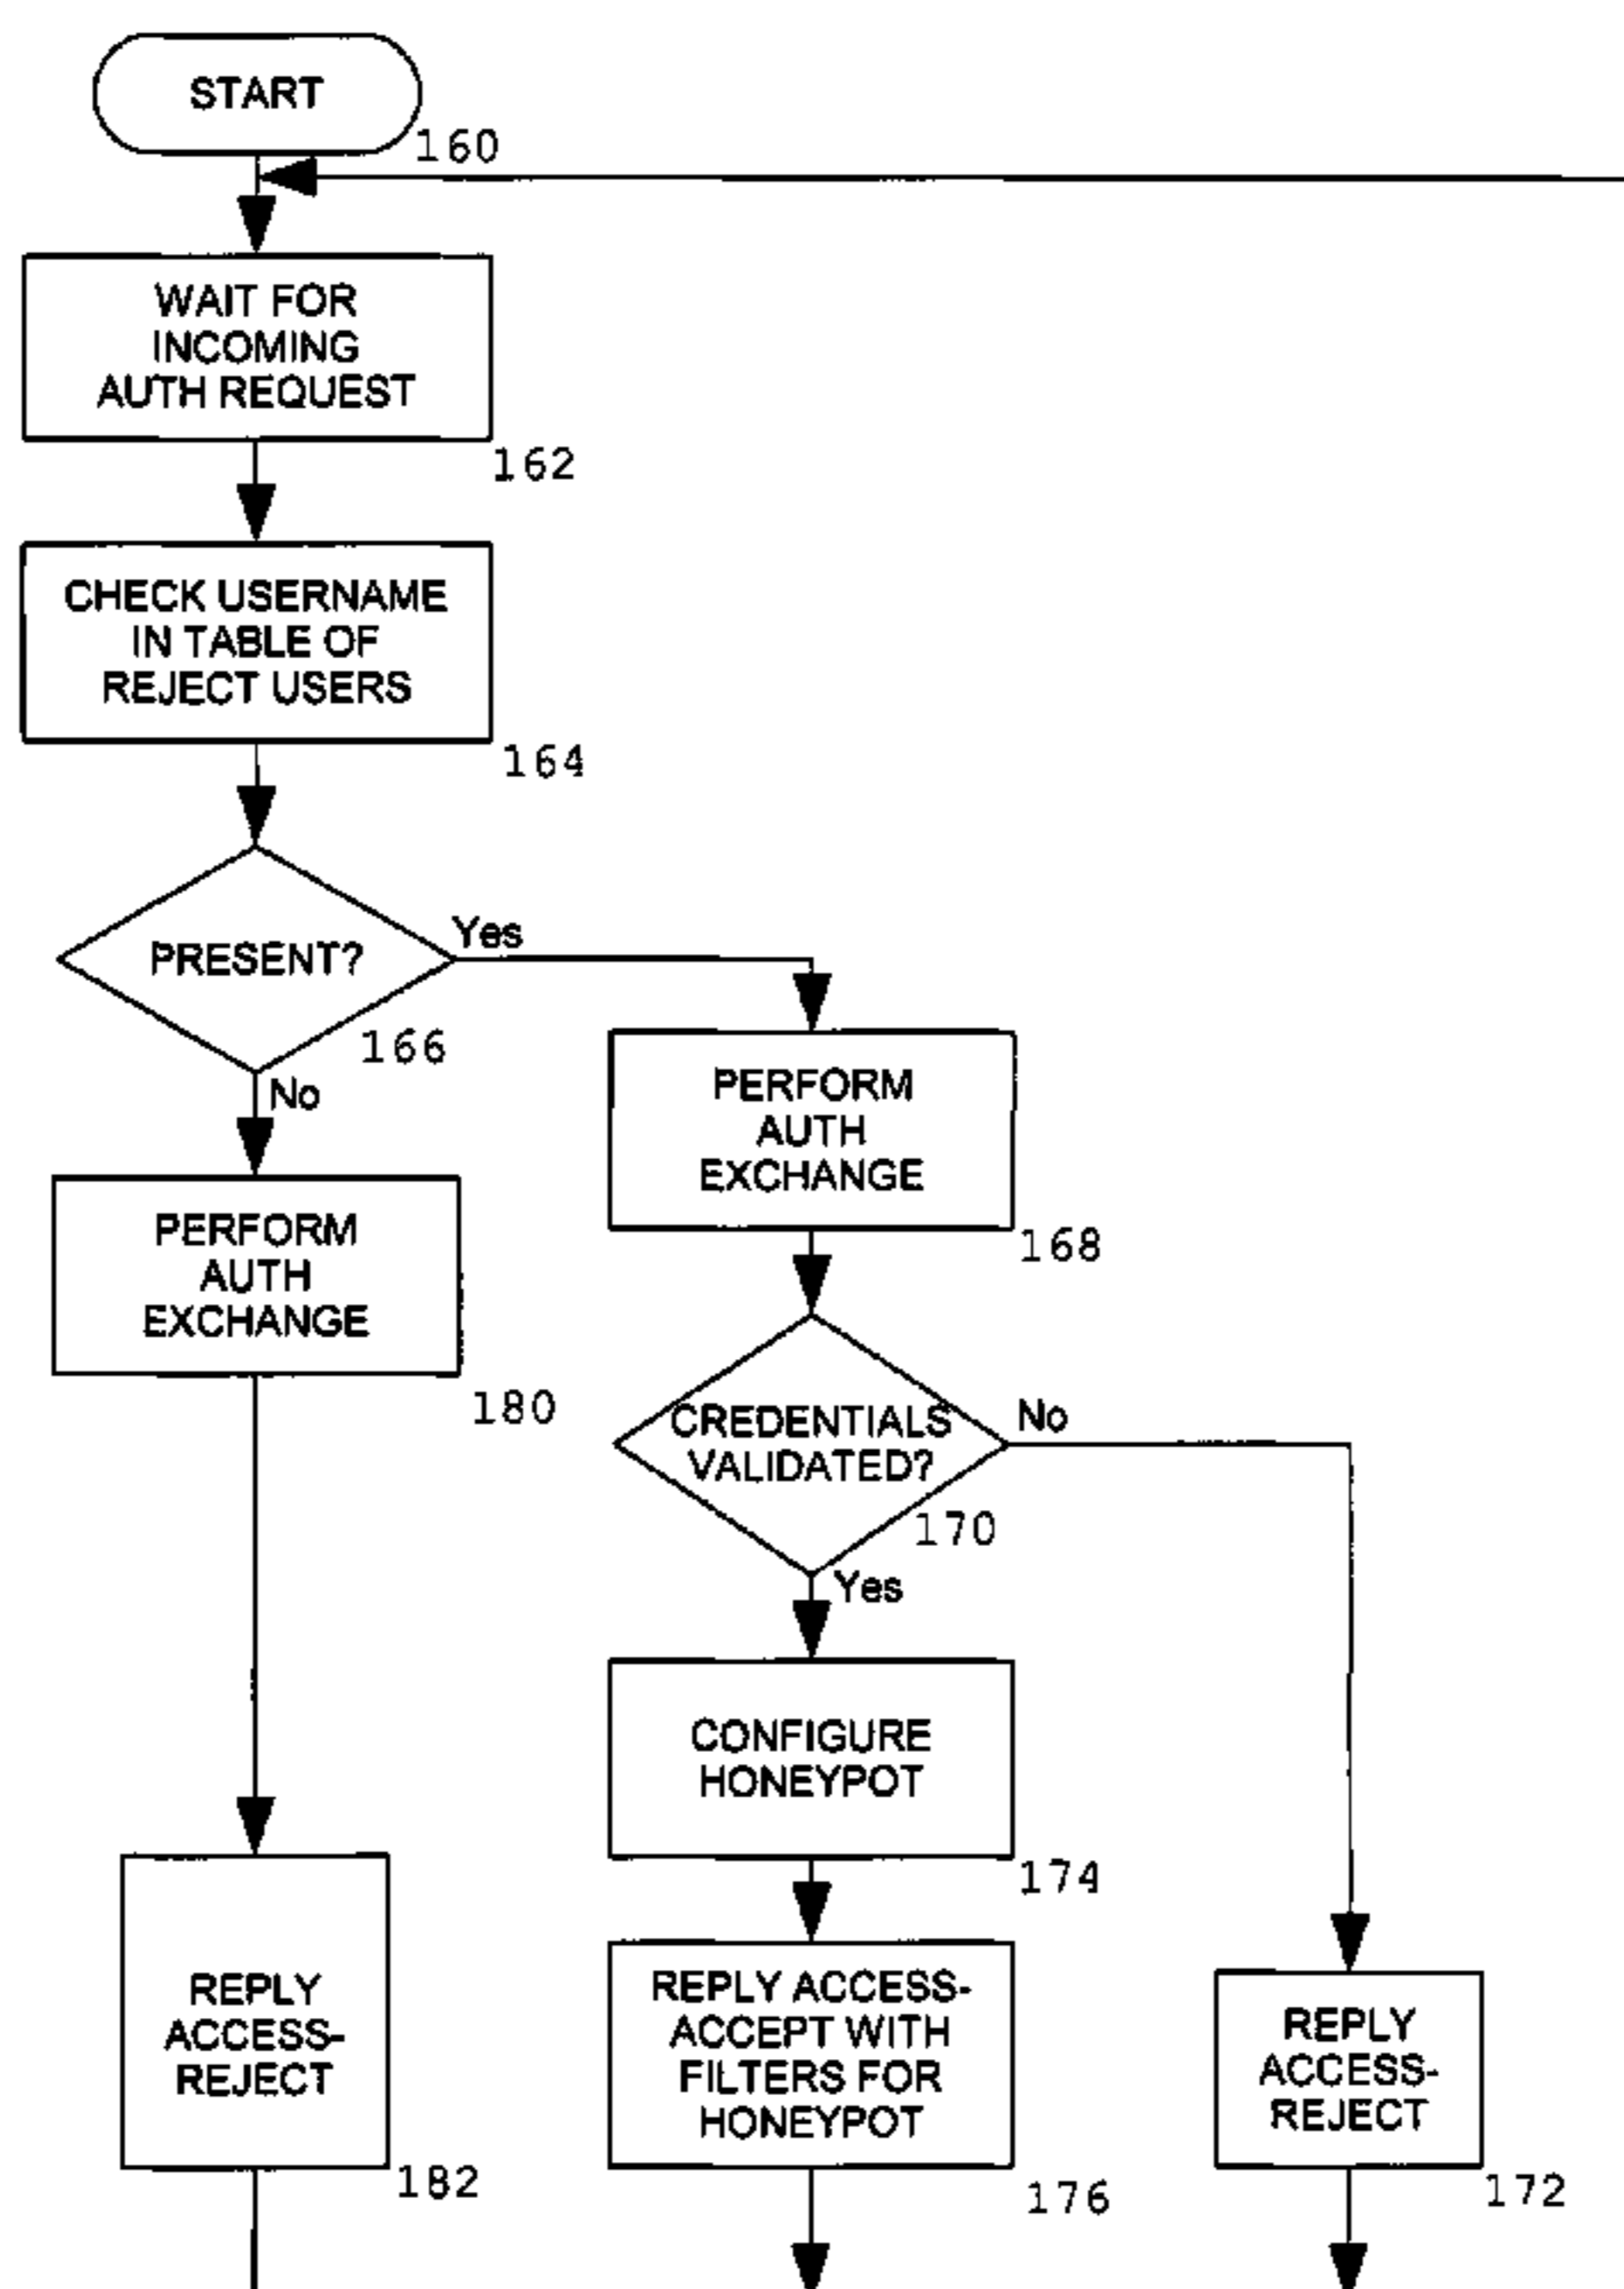 START
160
WAIT FOR
INCOMING
AUTH REQUEST
162
CHECK USERNAME
IN TABLE OF
REJECT USERS
164
PRESENT?
Yes
166
No
PERFORM
AUTH
EXCHANGE
168
PERFORM
AUTH
EXCHANGE
180
CREDENTIALS
VALIDATED?
No
170
Yes
CONFIGURE
HONEYPOT
174
REPLY
ACCESS-
REJECT
182
REPLY ACCESS-
ACCEPT WITH
FILTERS FOR
HONEYPOT
176
REPLY
ACCESS-
REJECT
172